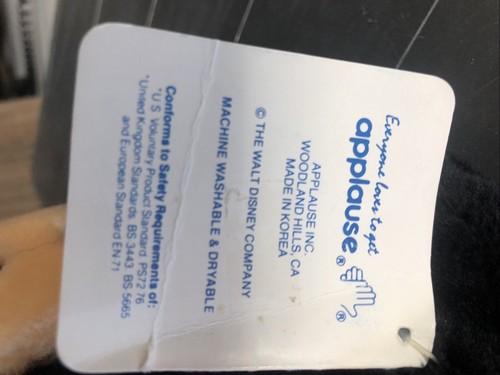 Everyone loves to get
applause®
®
APPLAUSE INC.
WOODLAND HILLS, CA
MADE IN KOREA
© THE WALT DISNEY COMPANY
MACHINE WASHABLE & DRYABLE
Conforms to Safety Requirements of:
*U S Voluntary Product Standard PS72 76
*United Kingdom Standards BS 3443 BS 5665
and European Standard EN 71